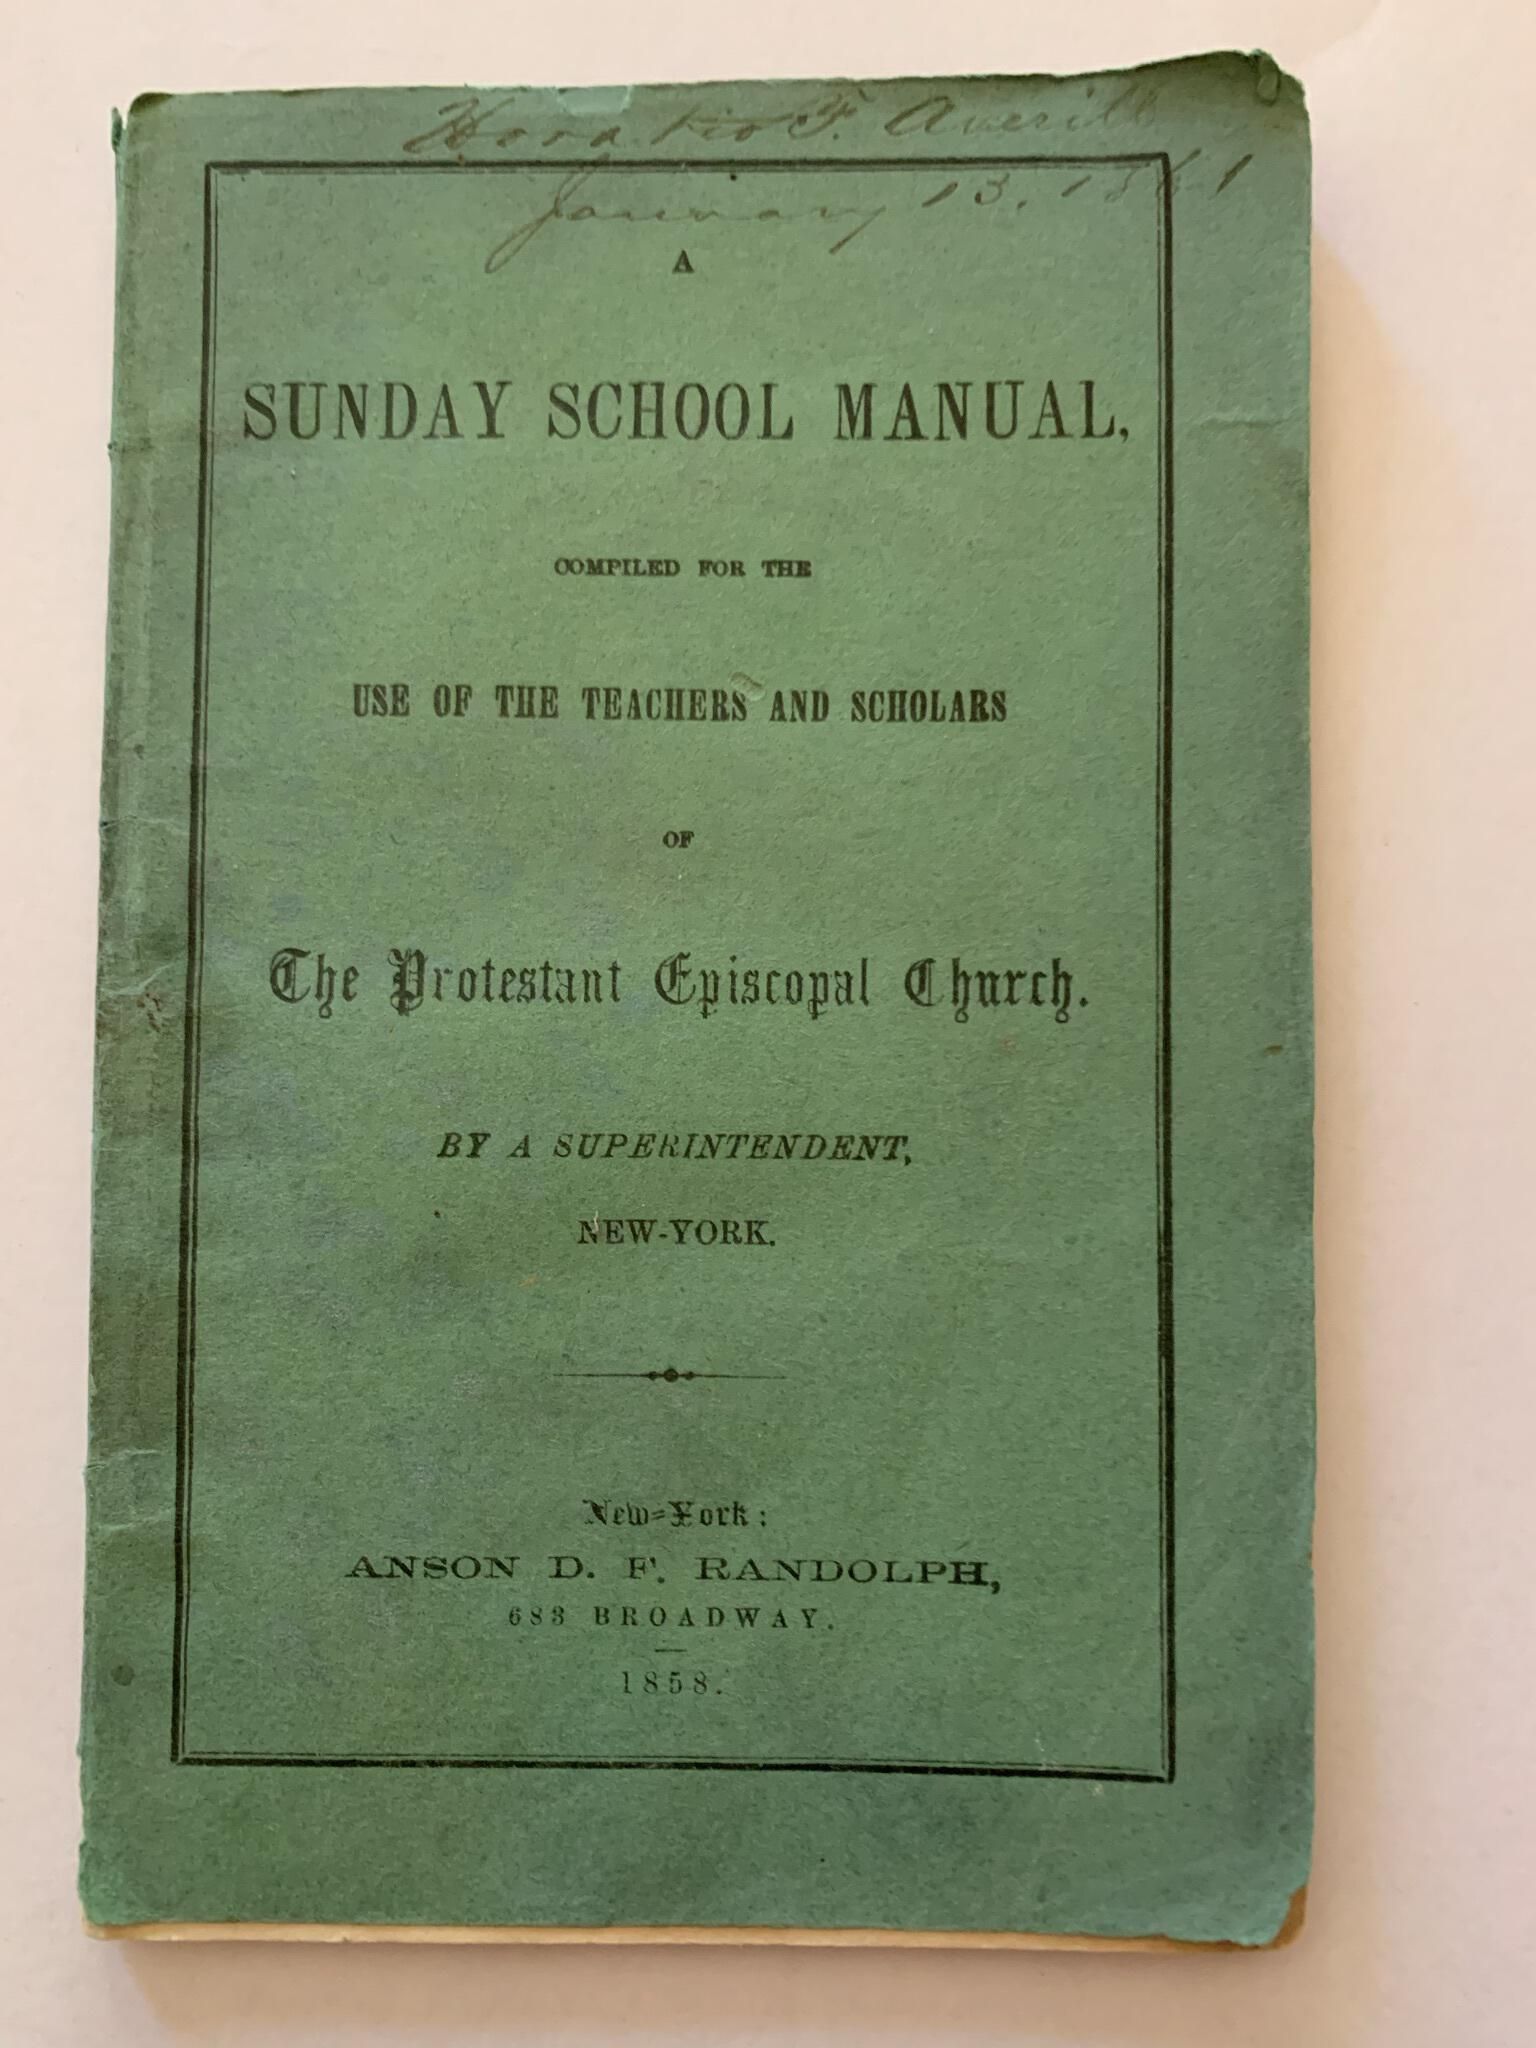 Horatio F. Averill
January 13. 1861
A
SUNDAY SCHOOL MANUAL,
COMPILED FOR THE
USE OF THE TEACHERS AND SCHOLARS
OF
The Protestant Episcopal Church.
BY A SUPERINTENDENT,
NEW-YORK.
New-York:
ANSON D. F. RANDOLPH,
683 BROADWAY.
1858.